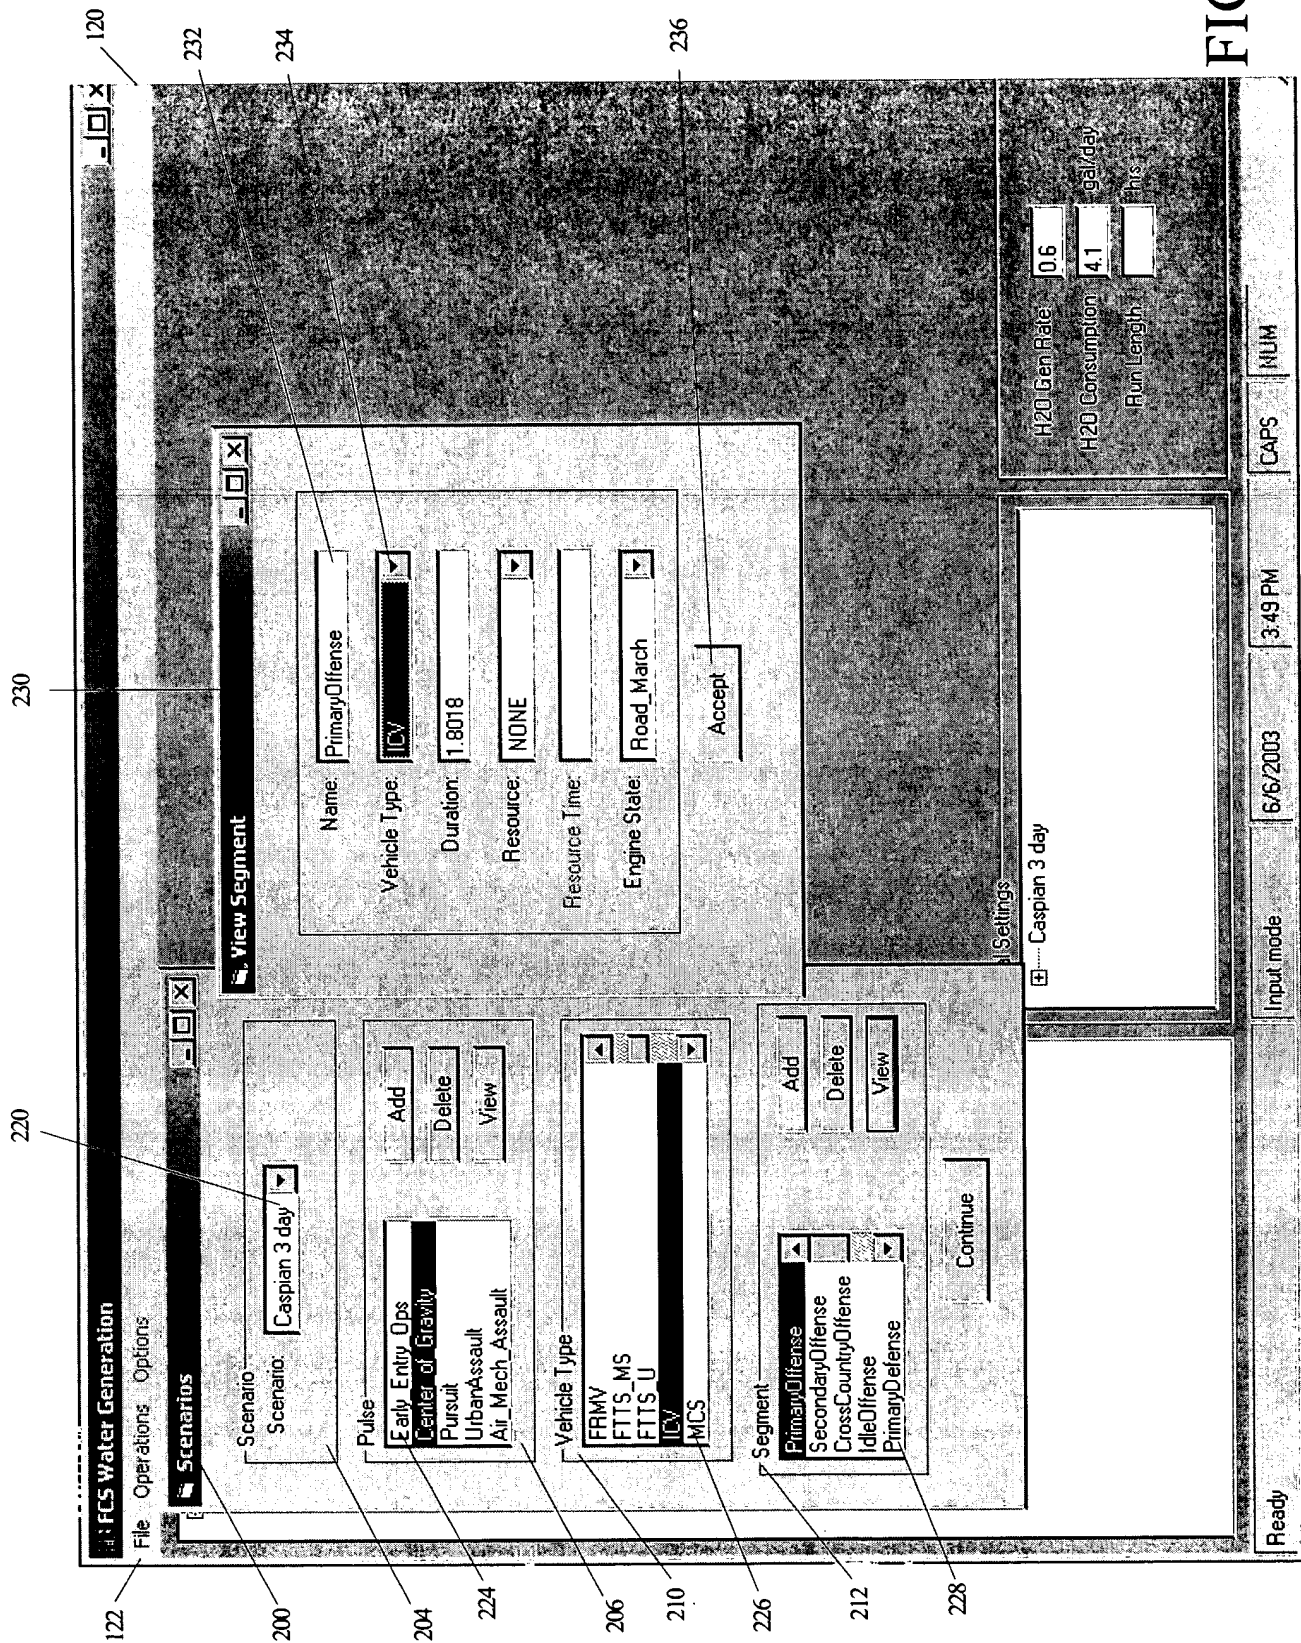 FCS Water Generation
File Operations Options
Scenarios
Scenario
Scenario: Caspian 3 day
Pulse
Early_Entry_Ops
Center_of_Gravity
Pursuit
UrbanAssault
Air_Mech_Assault
Add
Delete
View
Vehicle Type
FRMV
FTTS_MS
FTTS_U
ICV
MCS
Segment
PrimaryOffense
SecondaryOffense
CrossCountryOffense
IdleOffense
PrimaryDefense
Add
Delete
View
Continue
View Segment
Name: PrimaryOffense
Vehicle Type: ICV
Duration: 1.8018
Resource: NONE
Resource Time:
Engine State: Road_March
Accept
al Settings
Caspian 3 day
H2O Gen Rate: 0.6
H2O Consumption 4.1 gal/day
Run Length hrs
Ready
Input mode
6/6/2003
3:49 PM
CAPS
NUM
120
122
200
204
206
210
212
220
224
226
228
230
232
234
236
FIG